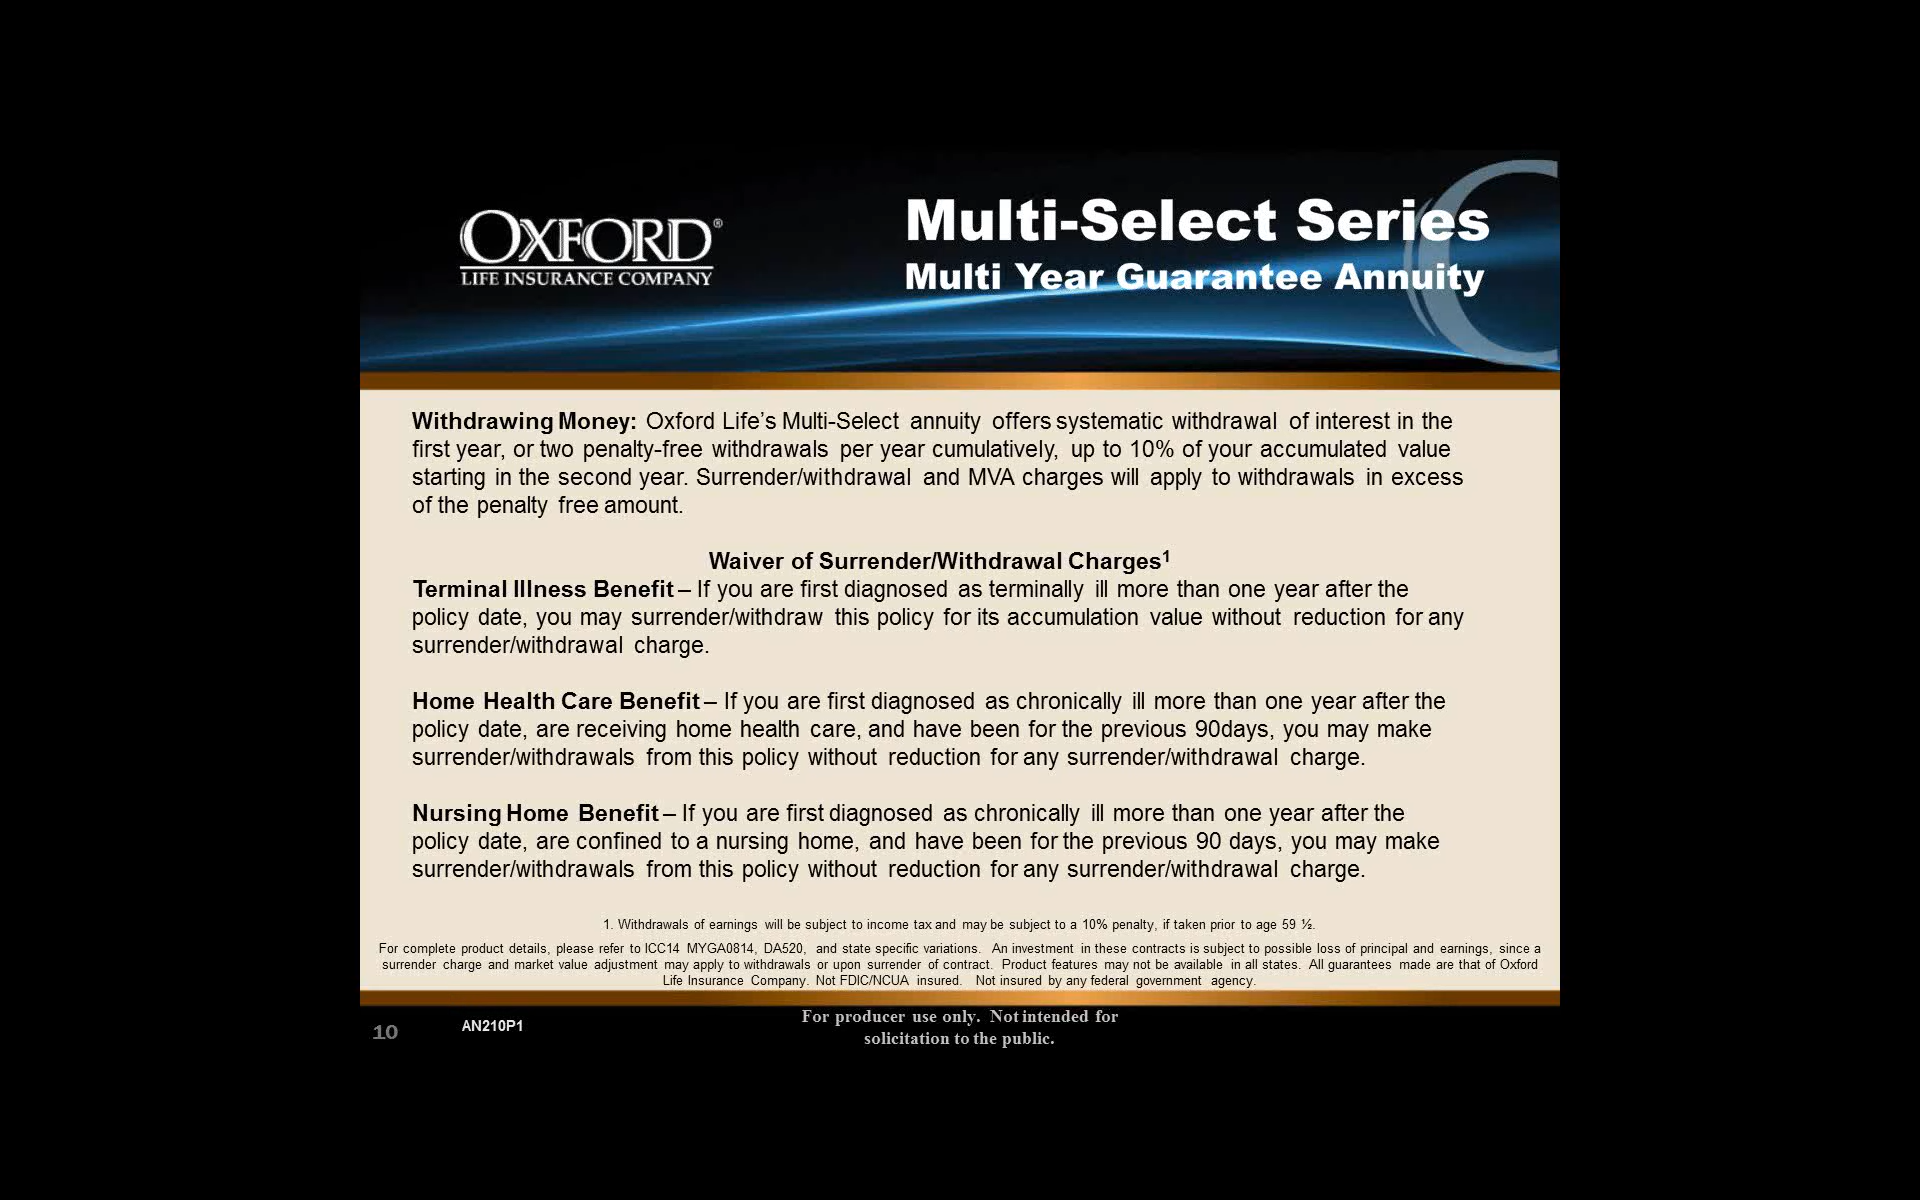 OXFORD®
LIFE INSURANCE COMPANY
Multi-Select Series
Multi Year Guarantee Annuity
Withdrawing Money: Oxford Life’s Multi-Select annuity offers systematic withdrawal of interest in the
first year, or two penalty-free withdrawals per year cumulatively, up to 10% of your accumulated value
starting in the second year. Surrender/withdrawal and MVA charges will apply to withdrawals in excess
of the penalty free amount.
Waiver of Surrender/Withdrawal Charges¹
Terminal Illness Benefit – If you are first diagnosed as terminally ill more than one year after the
policy date, you may surrender/withdraw this policy for its accumulation value without reduction for any
surrender/withdrawal charge.
Home Health Care Benefit – If you are first diagnosed as chronically ill more than one year after the
policy date, are receiving home health care, and have been for the previous 90days, you may make
surrender/withdrawals from this policy without reduction for any surrender/withdrawal charge.
Nursing Home Benefit – If you are first diagnosed as chronically ill more than one year after the
policy date, are confined to a nursing home, and have been for the previous 90 days, you may make
surrender/withdrawals from this policy without reduction for any surrender/withdrawal charge.
1. Withdrawals of earnings will be subject to income tax and may be subject to a 10% penalty, if taken prior to age 59 ½.
For complete product details, please refer to ICC14 MYGA0814, DA520, and state specific variations. An investment in these contracts is subject to possible loss of principal and earnings, since a
surrender charge and market value adjustment may apply to withdrawals or upon surrender of contract. Product features may not be available in all states. All guarantees made are that of Oxford
Life Insurance Company. Not FDIC/NCUA insured. Not insured by any federal government agency.
10
AN210P1
For producer use only. Not intended for
solicitation to the public.